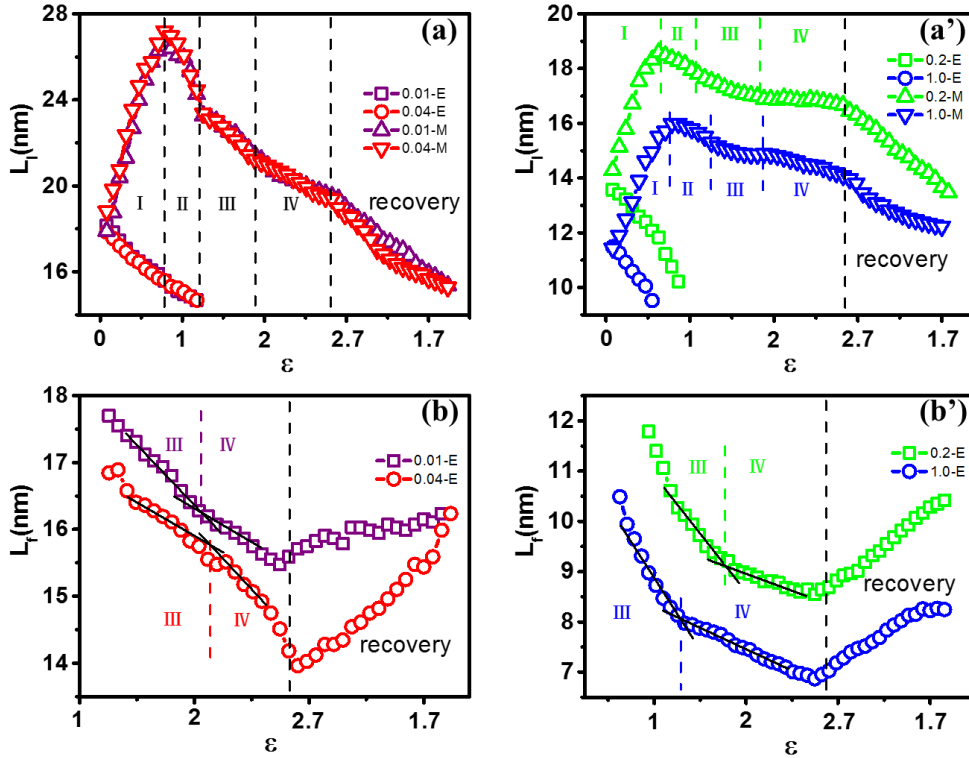 (a)
L_l(nm)
28
26
24
20
16
14
I
II
III
IV
recovery
0.01-E
0.04-E
0.01-M
0.04-M
0
1
2
2.7
1.7
ε
(a')
L_l(nm)
20
18
16
14
12
10
I
II
III
IV
I
II
III
IV
recovery
0.2-E
1.0-E
0.2-M
1.0-M
0
1
2
2.7
1.7
ε
(b)
L_f(nm)
18
17
16
15
14
13
III
IV
III
IV
recovery
0.01-E
0.04-E
1
2
2.7
1.7
ε
(b')
L_f(nm)
12
11
10
9
8
7
III
IV
III
IV
recovery
0.2-E
1.0-E
1
2
2.7
1.7
ε